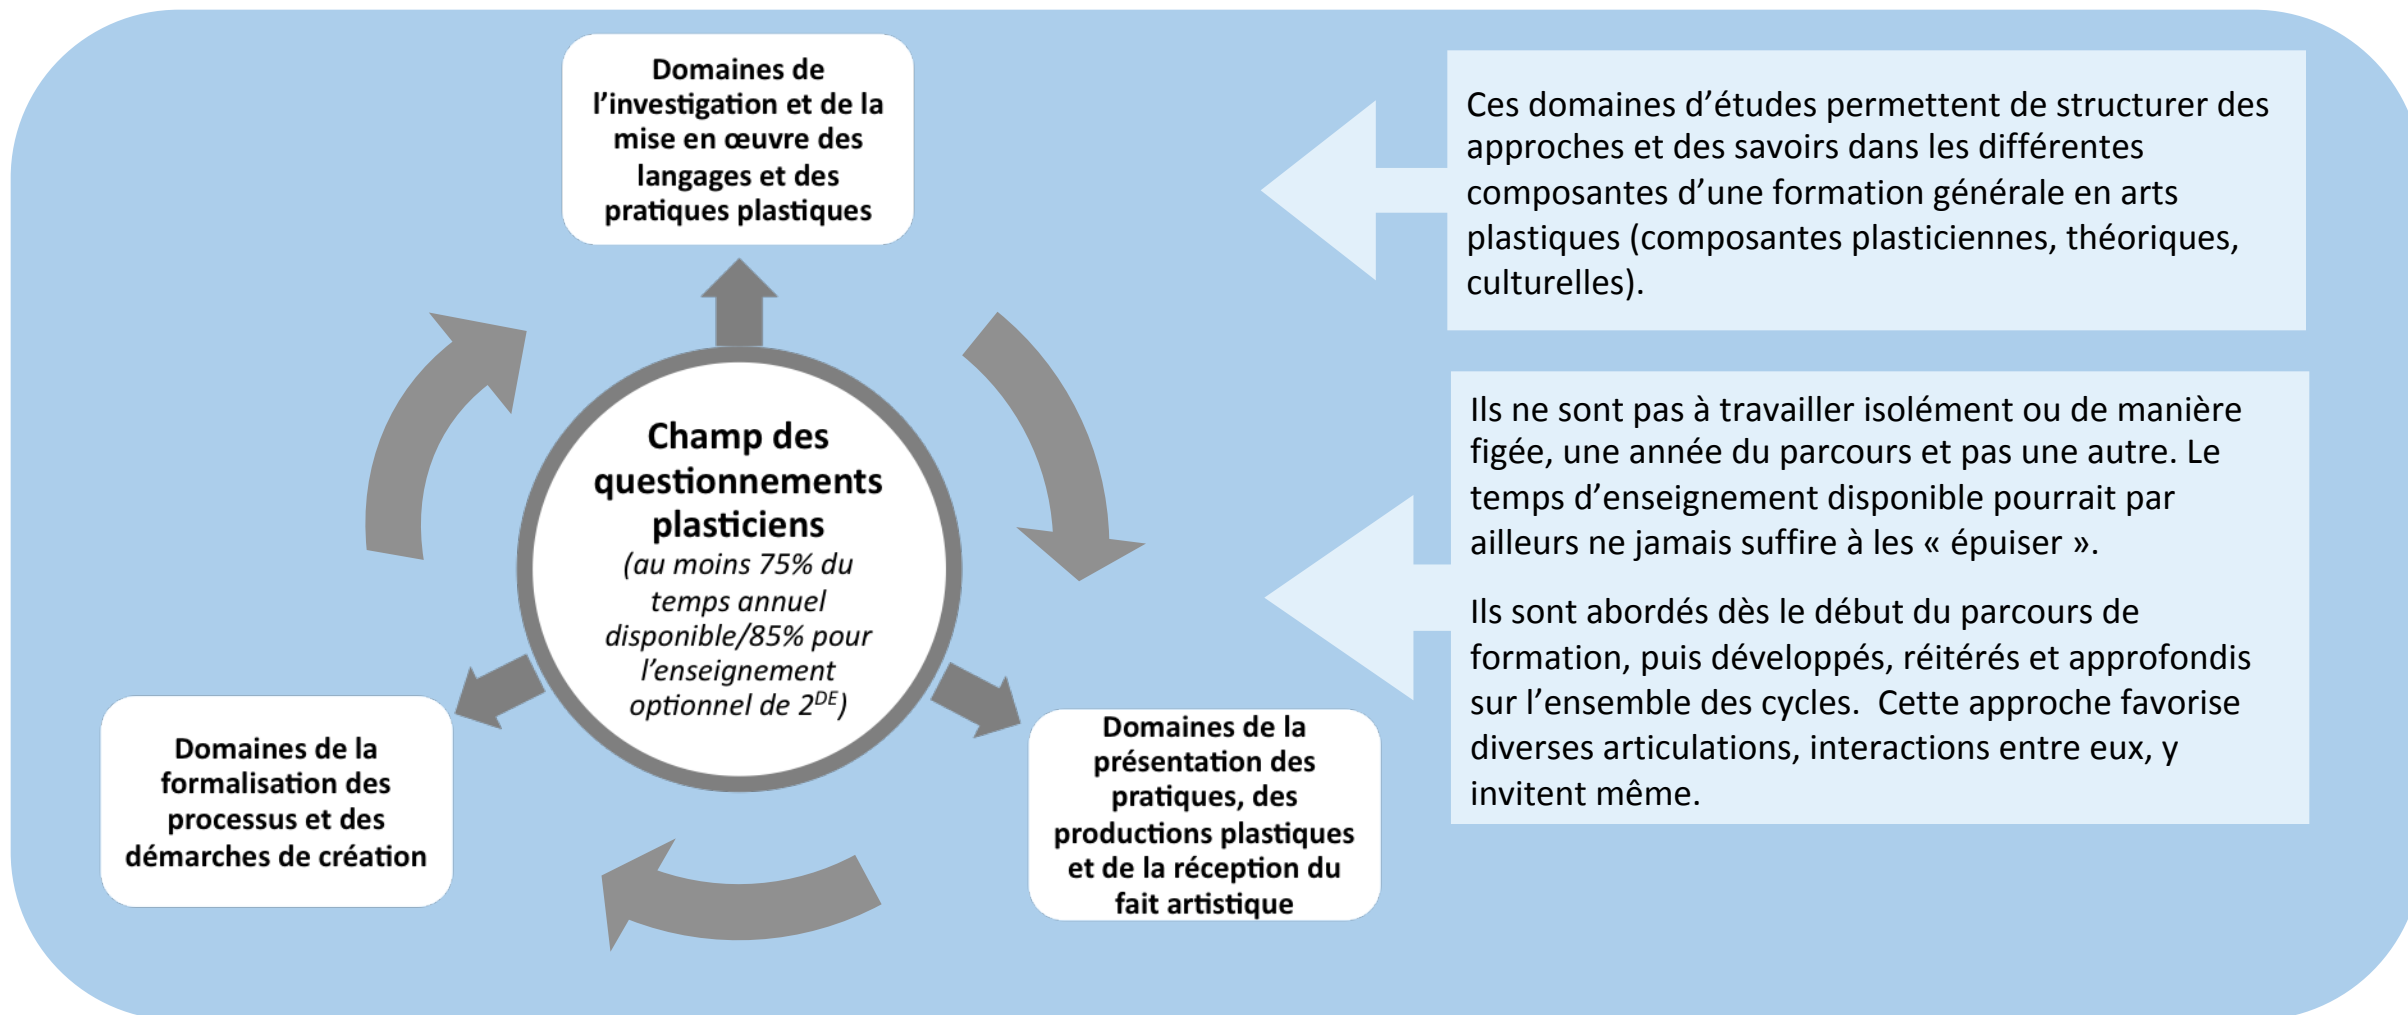 Domaines de
l’investigation et de la
mise en œuvre des
langages et des
pratiques plastiques
Champ des
questionnements
plasticiens
(au moins 75% du
temps annuel
disponible/85% pour
l’enseignement
optionnel de 2DE)
Domaines de la
formalisation des
processus et des
démarches de création
Domaines de la
présentation des
pratiques, des
productions plastiques
et de la réception du
fait artistique
Ces domaines d’études permettent de structurer des
approches et des savoirs dans les différentes
composantes d’une formation générale en arts
plastiques (composantes plasticiennes, théoriques,
culturelles).
Ils ne sont pas à travailler isolément ou de manière
figée, une année du parcours et pas une autre. Le
temps d’enseignement disponible pourrait par
ailleurs ne jamais suffire à les « épuiser ».
Ils sont abordés dès le début du parcours de
formation, puis développés, réitérés et approfondis
sur l’ensemble des cycles.  Cette approche favorise
diverses articulations, interactions entre eux, y
invitent même.